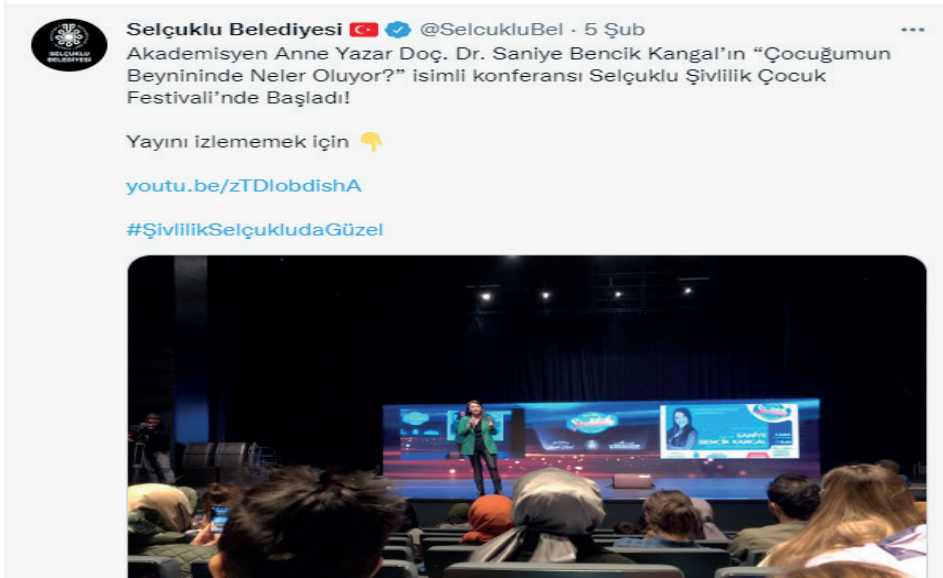 Selçuklu Belediyesi @SelcukluBel · 5 Şub
SELÇUKLU
BELEDİYESİ
Akademisyen Anne Yazar Doç. Dr. Saniye Bencik Kangal’ın “Çocuğumun
Beynininde Neler Oluyor?” isimli konferansı Selçuklu Şivlilik Çocuk
Festivali’nde Başladı!
Yayını izlememek için
youtu.be/zTDlobdishA
#ŞivlilikSelçukludaGüzel
SANİYE
BENCİK KANGAL